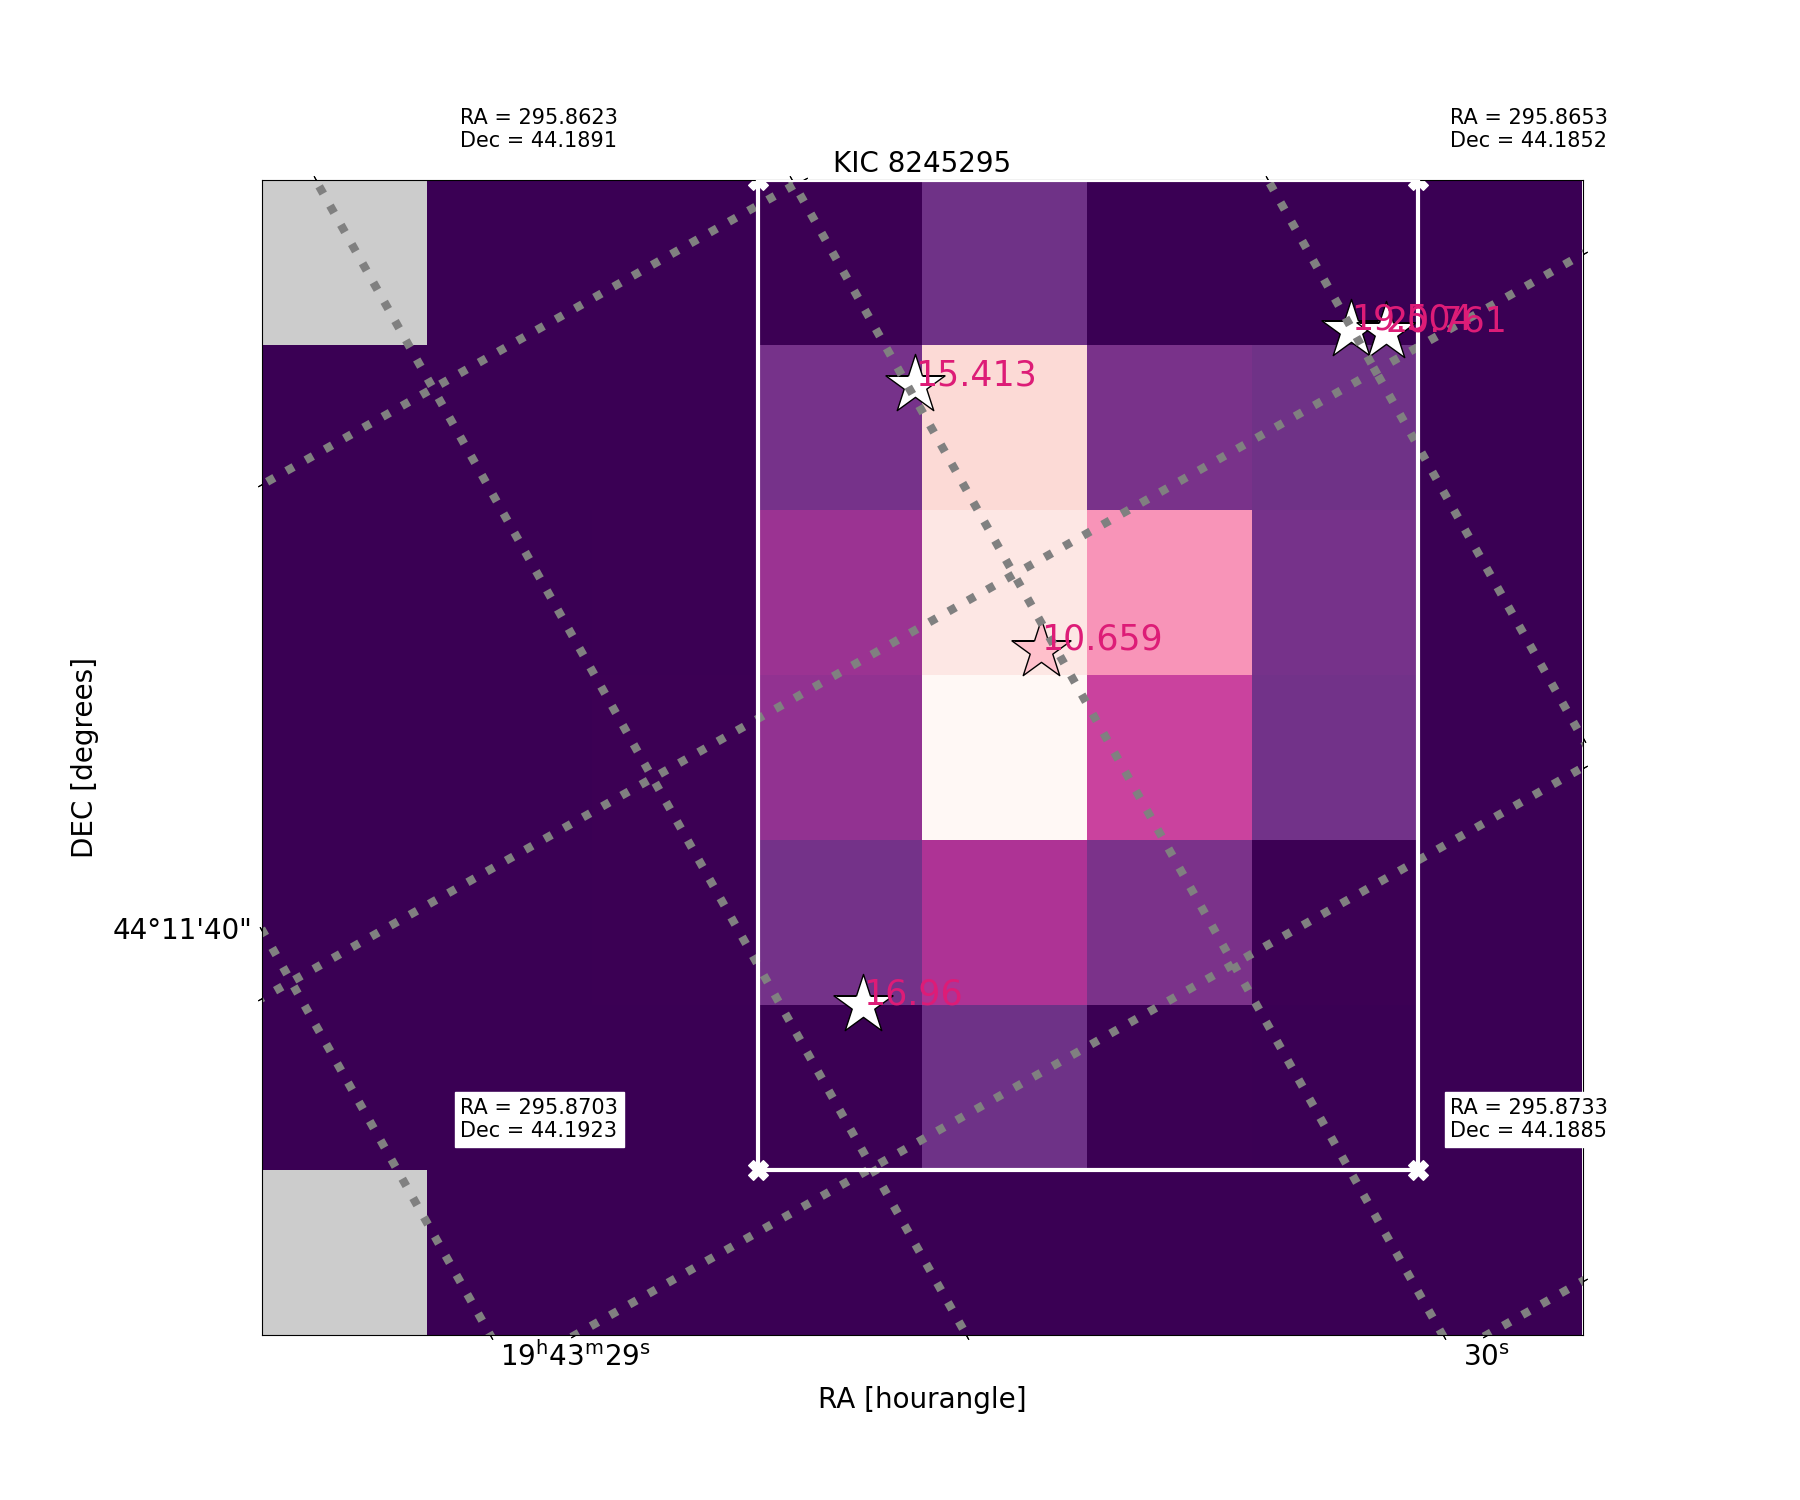 RA = 295.8623
Dec = 44.1891
RA = 295.8653
Dec = 44.1852
KIC 8245295
15.413
10.659
16.96
DEC [degrees]
44°11'40"
RA = 295.8703
Dec = 44.1923
RA = 295.8733
Dec = 44.1885
19ʰ43ᵐ29ˢ
30ˢ
RA [hourangle]